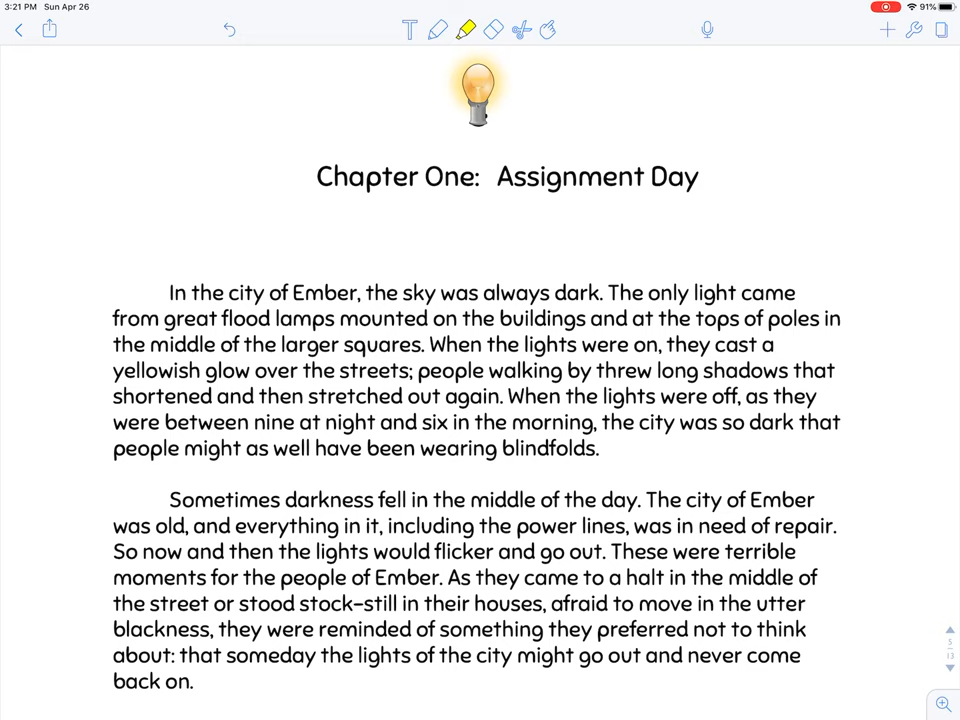 3:21 PM Sun Apr 26
91%
T
Chapter One: Assignment Day
In the city of Ember, the sky was always dark. The only light came
from great flood lamps mounted on the buildings and at the tops of poles in
the middle of the larger squares. When the lights were on, they cast a
yellowish glow over the streets; people walking by threw long shadows that
shortened and then stretched out again. When the lights were off, as they
were between nine at night and six in the morning, the city was so dark that
people might as well have been wearing blindfolds.
Sometimes darkness fell in the middle of the day. The city of Ember
was old, and everything in it, including the power lines, was in need of repair.
So now and then the lights would flicker and go out. These were terrible
moments for the people of Ember. As they came to a halt in the middle of
the street or stood stock-still in their houses, afraid to move in the utter
blackness, they were reminded of something they preferred not to think
about: that someday the lights of the city might go out and never come
back on.
5
13